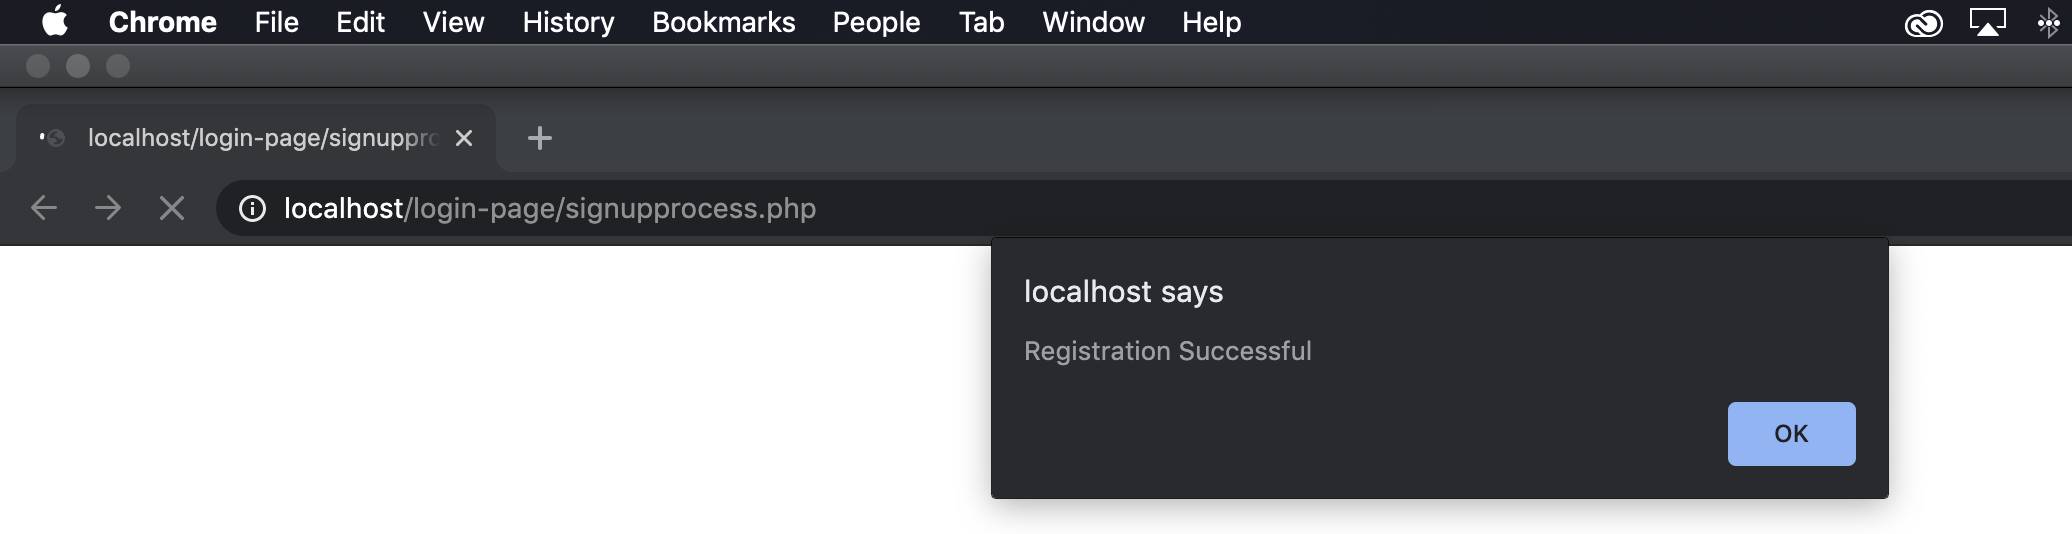 Chrome File Edit View History Bookmarks People Tab Window Help
localhost/login-page/signuppro
localhost/login-page/signupprocess.php
localhost says
Registration Successful
OK